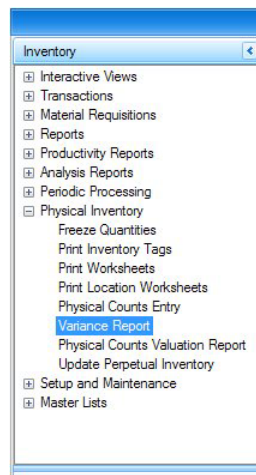 Inventory
Interactive Views
Transactions
Material Requisitions
Reports
Productivity Reports
Analysis Reports
Periodic Processing
Physical Inventory
Freeze Quantities
Print Inventory Tags
Print Worksheets
Print Location Worksheets
Physical Counts Entry
Variance Report
Physical Counts Valuation Report
Update Perpetual Inventory
Setup and Maintenance
Master Lists